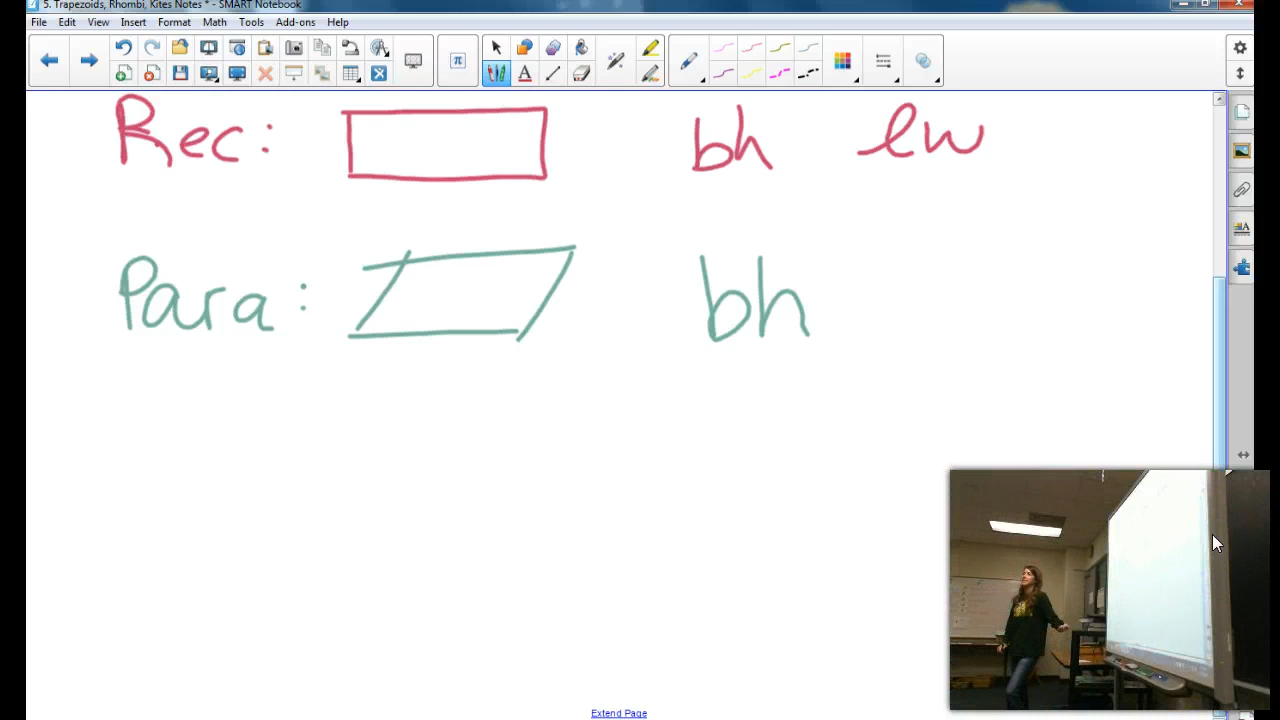 5. Trapezoids, Rhombi, Kites Notes * - SMART Notebook
File Edit View Insert Format Math Tools Add-ons Help
π
Rec: bh lw
Para: bh
Extend Page